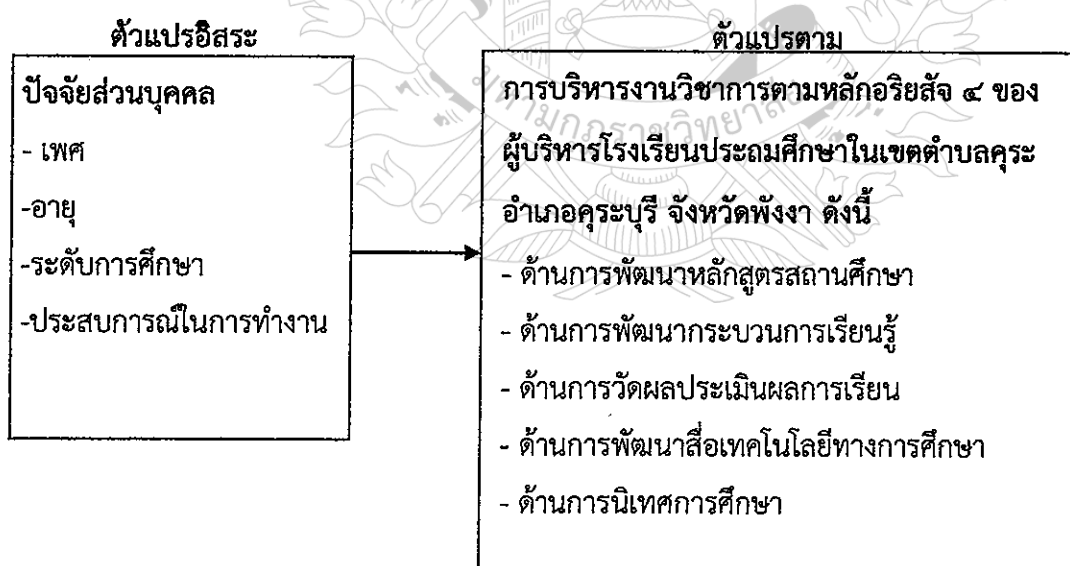 ตัวแปรอิสระ
ปัจจัยส่วนบุคคล
- เพศ
-อายุ
-ระดับการศึกษา
-ประสบการณ์ในการทำงาน
ตัวแปรตาม
การบริหารงานวิชาการตามหลักอริยสัจ ๔ ของ
ผู้บริหารโรงเรียนประถมศึกษาในเขตตำบลคุระ
อำเภอคุระบุรี จังหวัดพังงา ดังนี้
- ด้านการพัฒนาหลักสูตรสถานศึกษา
- ด้านการพัฒนากระบวนการเรียนรู้
- ด้านการวัดผลประเมินผลการเรียน
- ด้านการพัฒนาสื่อเทคโนโลยีทางการศึกษา
- ด้านการนิเทศการศึกษา